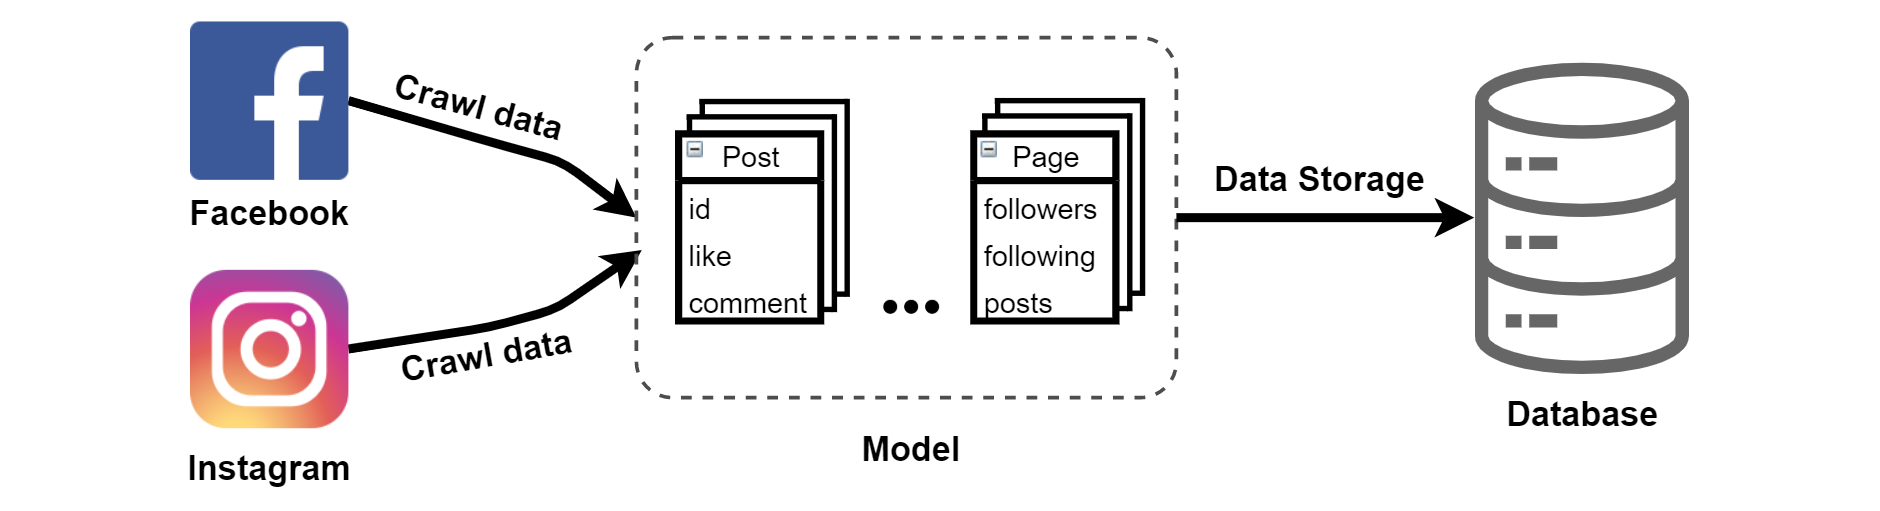 Facebook
Crawl data
Instagram
Crawl data
Post
id
like
comment
Page
followers
following
posts
Model
Data Storage
Database